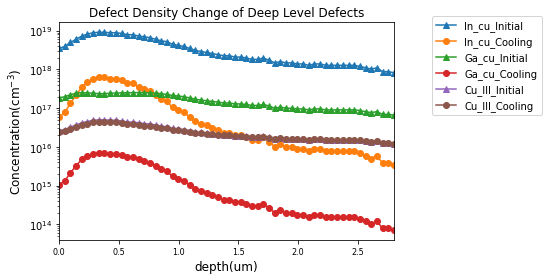 Defect Density Change of Deep Level Defects
Concentration(cm⁻³)
10¹⁹
10¹⁸
10¹⁷
10¹⁶
10¹⁵
10¹⁴
0.0 0.5 1.0 1.5 2.0 2.5
depth(um)
In_cu_Initial
In_cu_Cooling
Ga_cu_Initial
Ga_cu_Cooling
Cu_III_Initial
Cu_III_Cooling